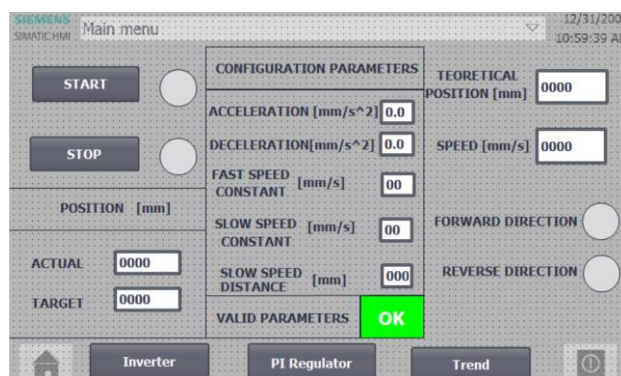 SIEMENS
SIMATIC HMI
Main menu
12/31/200
10:59:39 A
START
STOP
POSITION [mm]
ACTUAL 0000
TARGET 0000
CONFIGURATION PARAMETERS
ACCELERATION [mm/s^2] 0.0
DECELERATION[mm/s^2] 0.0
FAST SPEED
CONSTANT [mm/s] 00
SLOW SPEED [mm/s] 00
CONSTANT
SLOW SPEED
DISTANCE [mm] 000
VALID PARAMETERS OK
TEORETICAL
POSITION [mm] 0000
SPEED [mm/s] 0000
FORWARD DIRECTION
REVERSE DIRECTION
Inverter
PI Regulator
Trend